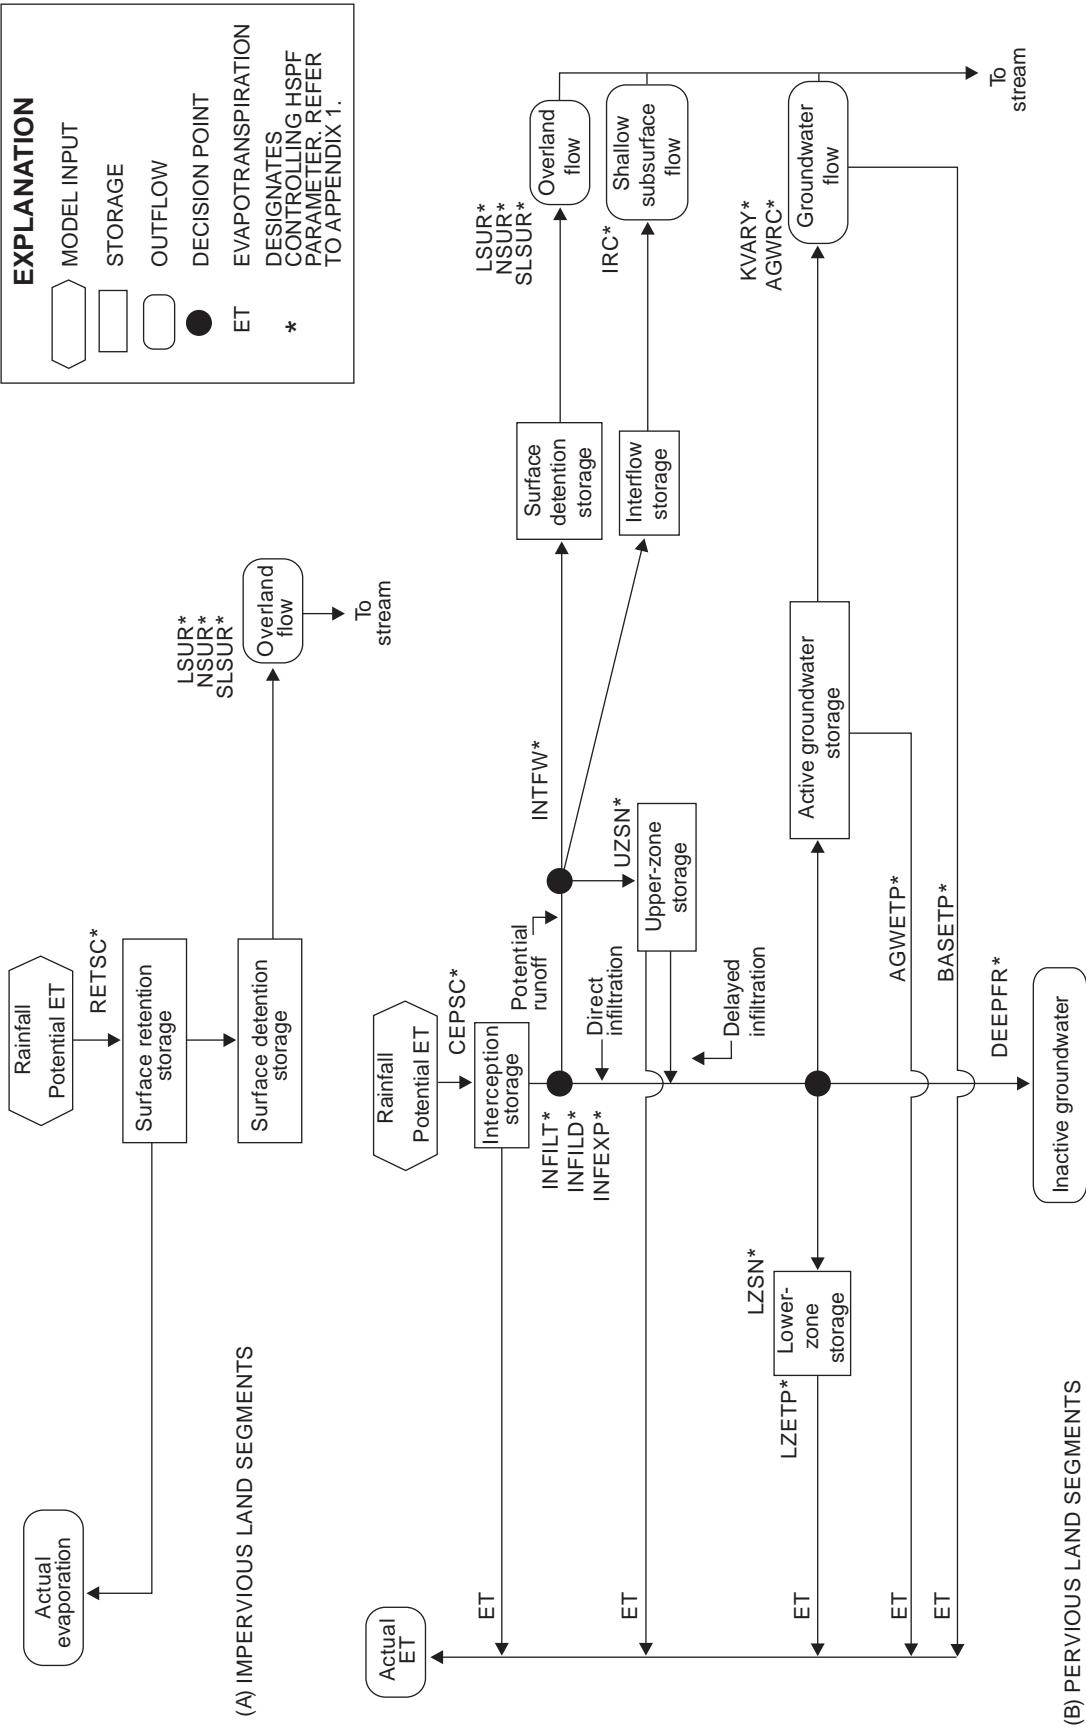 EXPLANATION
MODEL INPUT
STORAGE
OUTFLOW
DECISION POINT
ET
EVAPOTRANSPIRATION
*
DESIGNATES
CONTROLLING HSPF
PARAMETER. REFER
TO APPENDIX 1.
Rainfall
Potential ET
RETSC*
Surface retention
storage
Surface detention
storage
Actual
evaporation
LSUR*
NSUR*
SLSUR*
Overland
flow
To
stream
(A) IMPERVIOUS LAND SEGMENTS
Rainfall
Potential ET
CEPSC*
Interception
storage
Actual
ET
ET
INFILT*
INFILD*
INFEXP*
Potential
runoff
Direct
infiltration
INTFW*
UZSN*
Upper-zone
storage
Delayed
infiltration
ET
Surface
detention
storage
Interflow
storage
LSUR*
NSUR*
SLSUR*
Overland
flow
IRC*
Shallow
subsurface
flow
LZSN*
Lower-
zone
storage
LZETP*
ET
Active groundwater
storage
KVARY*
AGWRC*
Groundwater
flow
To
stream
AGWETP*
ET
BASETP*
ET
DEEPFR*
Inactive groundwater
(B) PERVIOUS LAND SEGMENTS